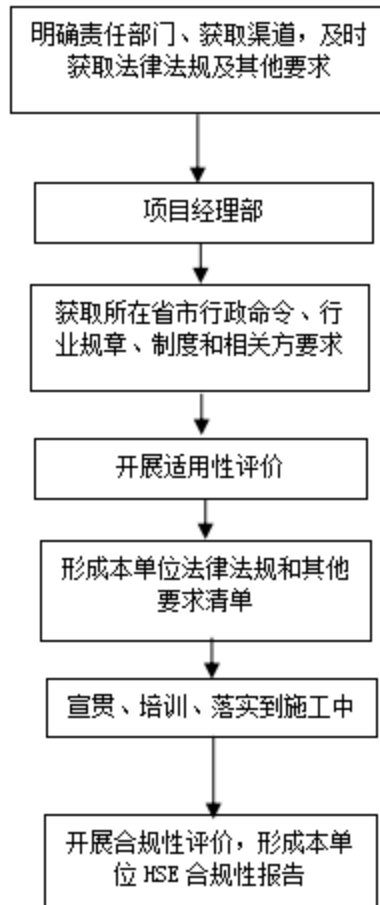 明确责任部门、获取渠道，及时
获取法律法规及其他要求
项目经理部
获取所在省市行政命令、行
业规章、制度和相关方要求
开展适用性评价
形成本单位法律法规和其他
要求清单
宣贯、培训、落实到施工中
开展合规性评价，形成本单
位 HSE 合规性报告